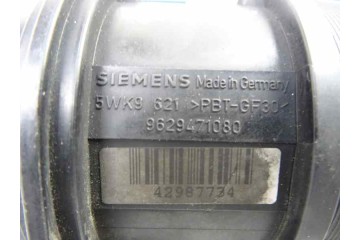 SIEMENS Made in Germany
5WK9 621 >PBT-GF30<
9629471080
42987734